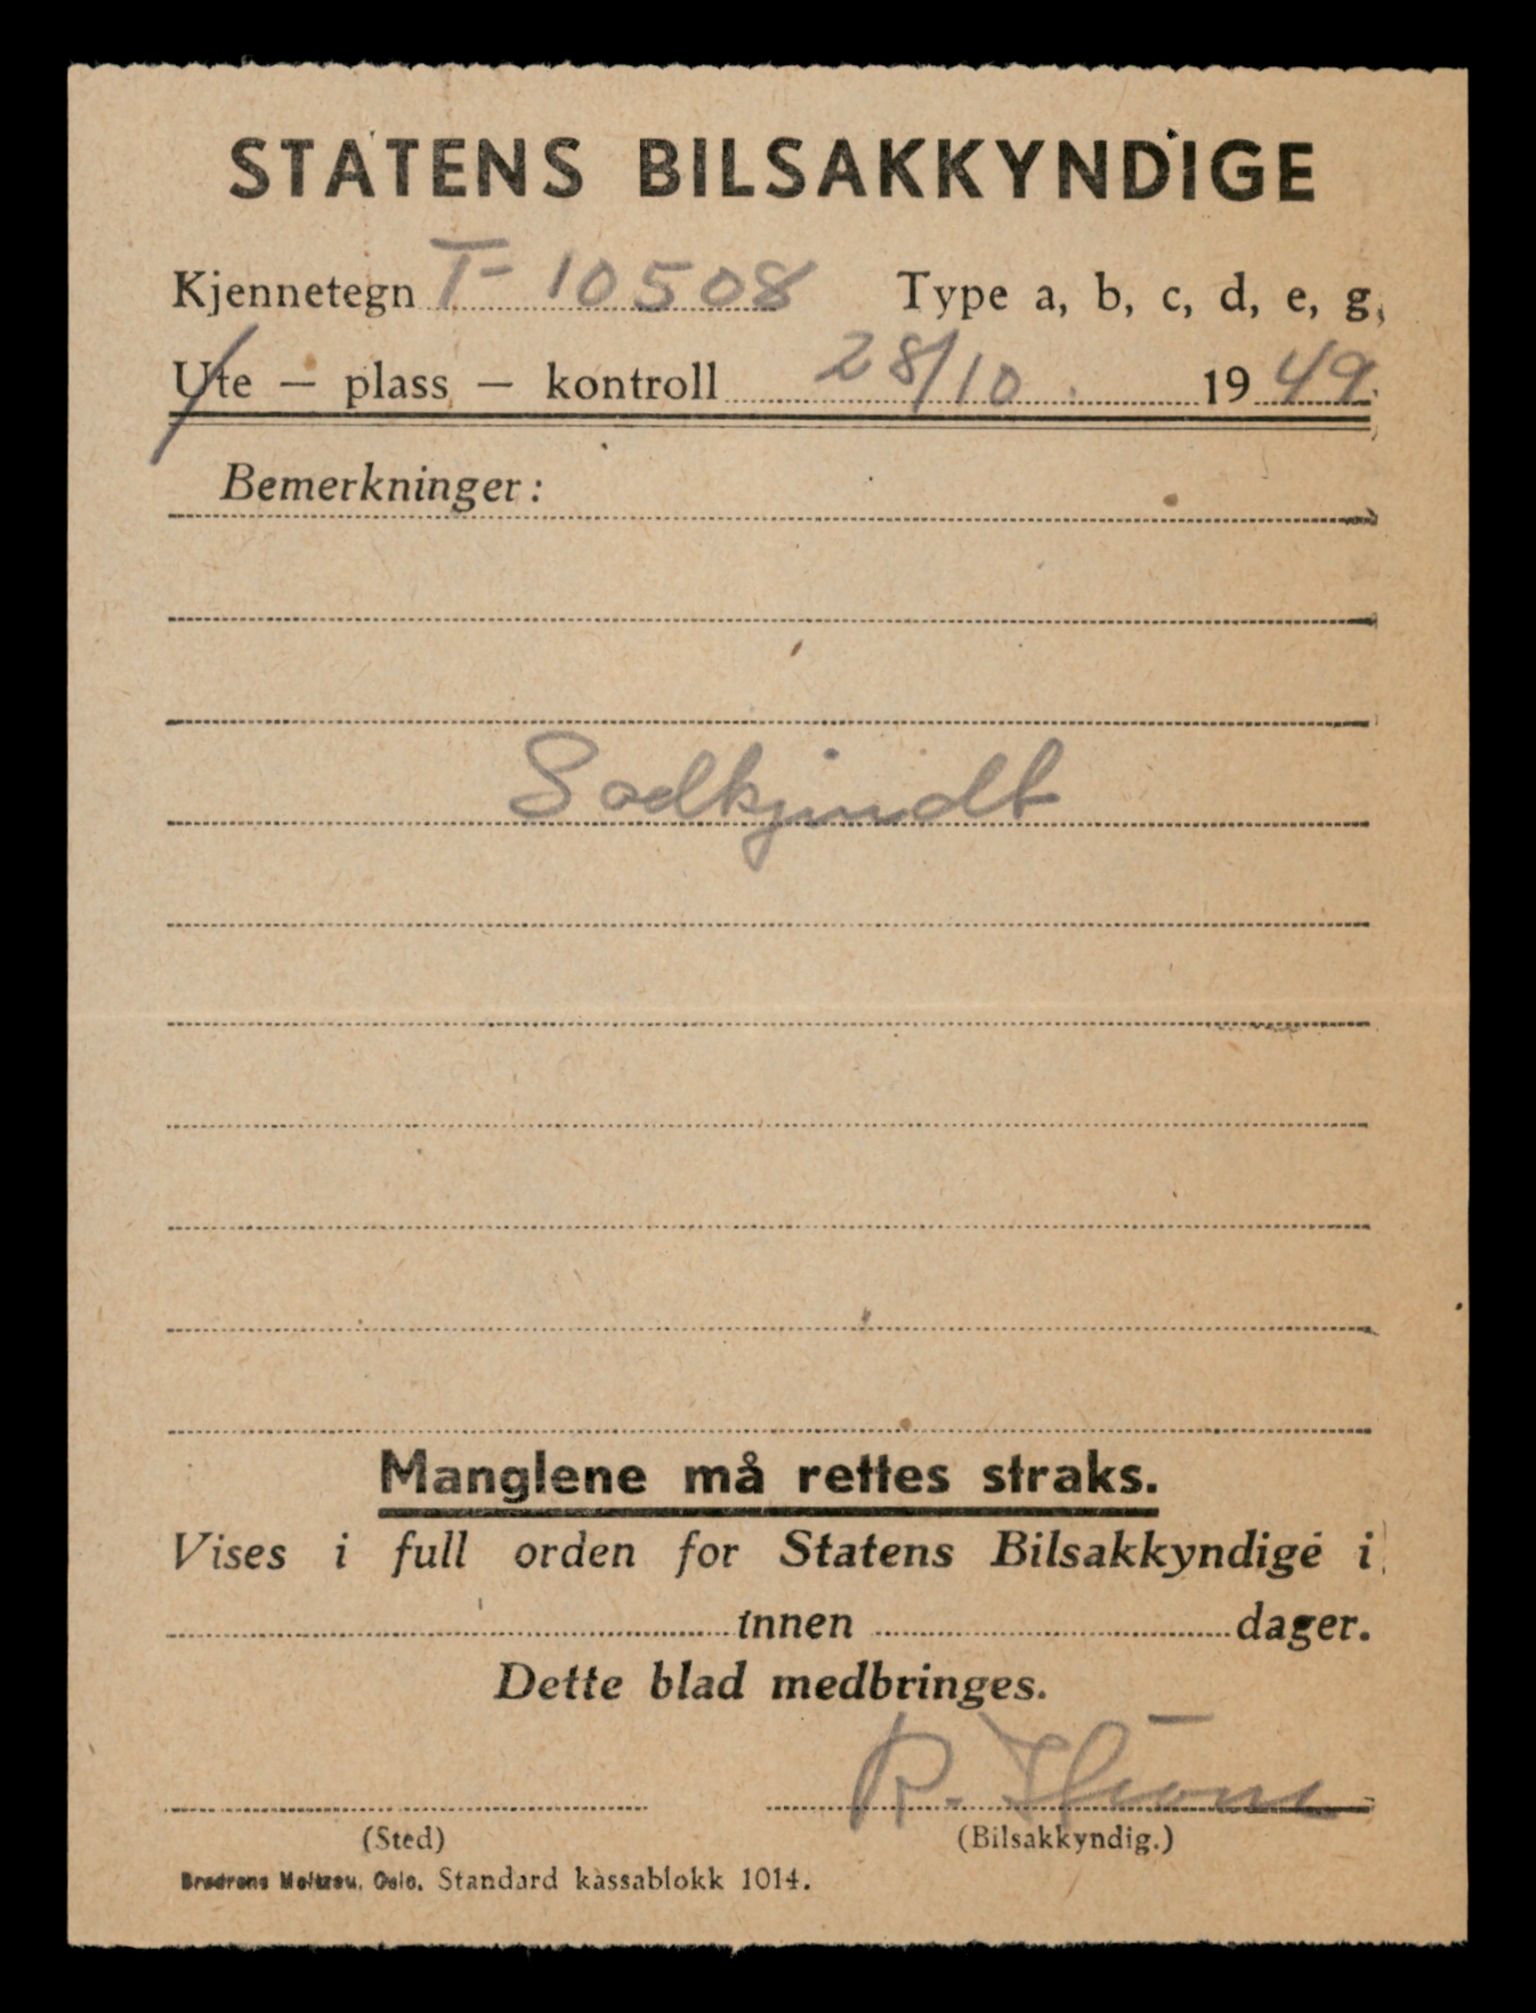 STATENS BILSAKKYNDIGE
Kjennetegn T- 10508 Type a, b, c, d, e, g,
Ute — plass — kontroll 28/10 1949.
Bemerkninger:
Godkjendt
Manglene må rettes straks.
Vises i full orden for Statens Bilsakkyndige i
innen dager.
Dette blad medbringes.
R.
(Sted) (Bilsakkyndig.)
Oslo. Standard kassablokk 1014.